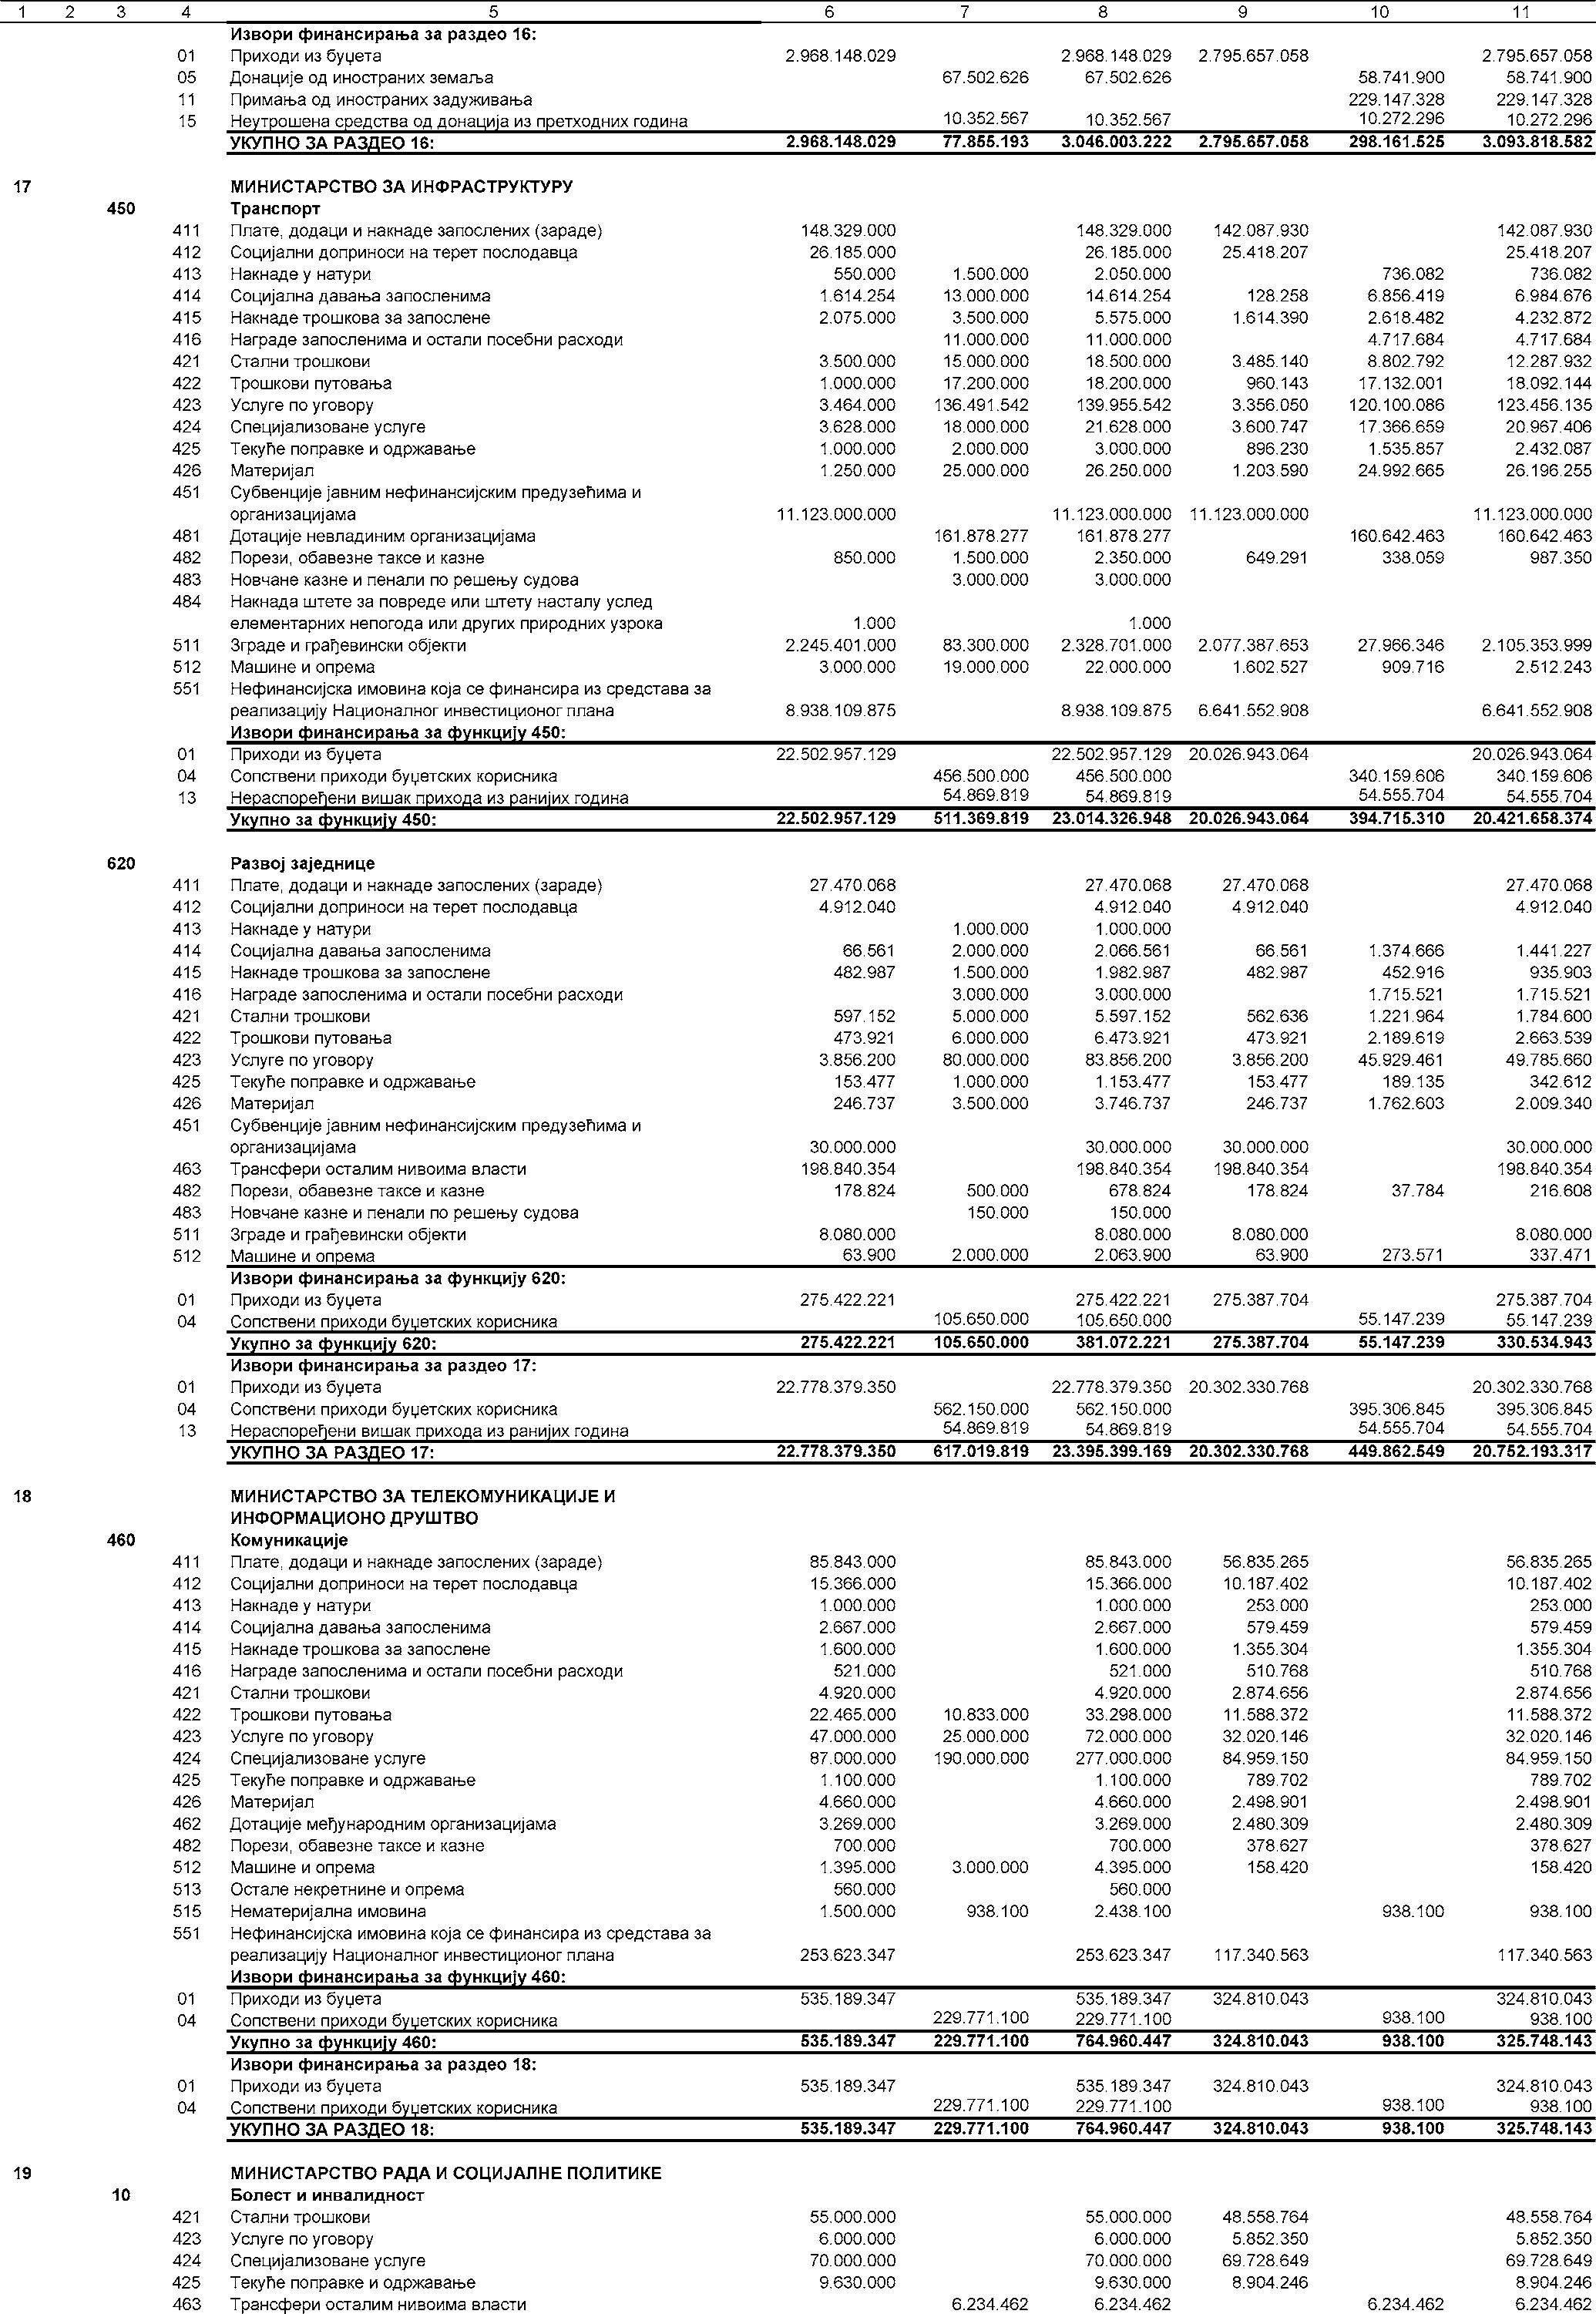 1 2 3 4 5 6 7 8 9 10 11
Извори финансирања за раздео 16:
01 Приходи из буџета 2.968.148.029 2.968.148.029 2.795.657.058 2.795.657.058
05 Донације од иностраних земаља 67.502.626 67.502.626 58.741.900 58.741.900
11 Примања од иностраних задуживања 229.147.328 229.147.328
15 Неутрошена средства од донација из претходних година 10.352.567 10.352.567 10.272.296 10.272.296
УКУПНО ЗА РАЗДЕО 16: 2.968.148.029 77.855.193 3.046.003.222 2.795.657.058 298.161.525 3.093.818.582
17 МИНИСТАРСТВО ЗА ИНФРАСТРУКТУРУ
450 Транспорт
411 Плате, додаци и накнаде запослених (зараде) 148.329.000 148.329.000 142.087.930 142.087.930
412 Социјални доприноси на терет послодавца 26.185.000 26.185.000 25.418.207 25.418.207
413 Накнаде у натури 550.000 1.500.000 2.050.000 736.082 736.082
414 Социјална давања запосленима 1.614.254 13.000.000 14.614.254 128.258 6.856.419 6.984.676
415 Накнаде трошкова за запослене 2.075.000 3.500.000 5.575.000 1.614.390 2.618.482 4.232.872
416 Награде запосленима и остали посебни расходи 11.000.000 11.000.000 4.717.684 4.717.684
421 Стални трошкови 3.500.000 15.000.000 18.500.000 3.485.140 8.802.792 12.287.932
422 Трошкови путовања 1.000.000 17.200.000 18.200.000 960.143 17.132.001 18.092.144
423 Услуге по уговору 3.464.000 136.491.542 139.955.542 3.356.050 120.100.086 123.456.135
424 Специјализоване услуге 3.628.000 18.000.000 21.628.000 3.600.747 17.366.659 20.967.406
425 Текуће поправке и одржавање 1.000.000 2.000.000 3.000.000 896.230 1.535.857 2.432.087
426 Материјал 1.250.000 25.000.000 26.250.000 1.203.590 24.992.665 26.196.255
451 Субвенције јавним нефинансијским предузећима и
организацијама 11.123.000.000 11.123.000.000 11.123.000.000 11.123.000.000
481 Дотације невладиним организацијама 161.878.277 161.878.277 160.642.463 160.642.463
482 Порези, обавезне таксе и казне 850.000 1.500.000 2.350.000 649.291 338.059 987.350
483 Новчане казне и пенали по решењу судова 3.000.000 3.000.000
484 Накнада штете за повреде или штету насталу услед
елементарних непогода или других природних узрока 1.000 1.000
511 Зграде и грађевински објекти 2.245.401.000 83.300.000 2.328.701.000 2.077.387.653 27.966.346 2.105.353.999
512 Машине и опрема 3.000.000 19.000.000 22.000.000 1.602.527 909.716 2.512.243
551 Нефинансијска имовина која се финансира из средстава за
реализацију Националног инвестиционог плана 8.938.109.875 8.938.109.875 6.641.552.908 6.641.552.908
Извори финансирања за функцију 450:
01 Приходи из буџета 22.502.957.129 22.502.957.129 20.026.943.064 20.026.943.064
04 Сопствени приходи буџетских корисника 456.500.000 456.500.000 340.159.606 340.159.606
13 Нераспоређени вишак прихода из ранијих година 54.869.819 54.869.819 54.555.704 54.555.704
Укупно за функцију 450: 22.502.957.129 511.369.819 23.014.326.948 20.026.943.064 394.715.310 20.421.658.374
620 Развој заједнице
411 Плате, додаци и накнаде запослених (зараде) 27.470.068 27.470.068 27.470.068 27.470.068
412 Социјални доприноси на терет послодавца 4.912.040 4.912.040 4.912.040 4.912.040
413 Накнаде у натури 1.000.000 1.000.000
414 Социјална давања запосленима 66.561 2.000.000 2.066.561 66.561 1.374.666 1.441.227
415 Накнаде трошкова за запослене 482.987 1.500.000 1.982.987 482.987 452.916 935.903
416 Награде запосленима и остали посебни расходи 3.000.000 3.000.000 1.715.521 1.715.521
421 Стални трошкови 597.152 5.000.000 5.597.152 562.636 1.221.964 1.784.600
422 Трошкови путовања 473.921 6.000.000 6.473.921 473.921 2.189.619 2.663.539
423 Услуге по уговору 3.856.200 80.000.000 83.856.200 3.856.200 45.929.461 49.785.660
425 Текуће поправке и одржавање 153.477 1.000.000 1.153.477 153.477 189.135 342.612
426 Материјал 246.737 3.500.000 3.746.737 246.737 1.762.603 2.009.340
451 Субвенције јавним нефинансијским предузећима и
организацијама 30.000.000 30.000.000 30.000.000 30.000.000
463 Трансфери осталим нивоима власти 198.840.354 198.840.354 198.840.354 198.840.354
482 Порези, обавезне таксе и казне 178.824 500.000 678.824 178.824 37.784 216.608
483 Новчане казне и пенали по решењу судова 150.000 150.000
511 Зграде и грађевински објекти 8.080.000 8.080.000 8.080.000 8.080.000
512 Машине и опрема 63.900 2.000.000 2.063.900 63.900 273.571 337.471
Извори финансирања за функцију 620:
01 Приходи из буџета 275.422.221 275.422.221 275.387.704 275.387.704
04 Сопствени приходи буџетских корисника 105.650.000 105.650.000 55.147.239 55.147.239
Укупно за функцију 620: 275.422.221 105.650.000 381.072.221 275.387.704 55.147.239 330.534.943
Извори финансирања за раздео 17:
01 Приходи из буџета 22.778.379.350 22.778.379.350 20.302.330.768 20.302.330.768
04 Сопствени приходи буџетских корисника 562.150.000 562.150.000 395.306.845 395.306.845
13 Нераспоређени вишак прихода из ранијих година 54.869.819 54.869.819 54.555.704 54.555.704
УКУПНО ЗА РАЗДЕО 17: 22.778.379.350 617.019.819 23.395.399.169 20.302.330.768 449.862.549 20.752.193.317
18 МИНИСТАРСТВО ЗА ТЕЛЕКОМУНИКАЦИЈЕ И
ИНФОРМАЦИОНО ДРУШТВО
460 Комуникације
411 Плате, додаци и накнаде запослених (зараде) 85.843.000 85.843.000 56.835.265 56.835.265
412 Социјални доприноси на терет послодавца 15.366.000 15.366.000 10.187.402 10.187.402
413 Накнаде у натури 1.000.000 1.000.000 253.000 253.000
414 Социјална давања запосленима 2.667.000 2.667.000 579.459 579.459
415 Накнаде трошкова за запослене 1.600.000 1.600.000 1.355.304 1.355.304
416 Награде запосленима и остали посебни расходи 521.000 521.000 510.768 510.768
421 Стални трошкови 4.920.000 4.920.000 2.874.656 2.874.656
422 Трошкови путовања 22.465.000 10.833.000 33.298.000 11.588.372 11.588.372
423 Услуге по уговору 47.000.000 25.000.000 72.000.000 32.020.146 32.020.146
424 Специјализоване услуге 87.000.000 190.000.000 277.000.000 84.959.150 84.959.150
425 Текуће поправке и одржавање 1.100.000 1.100.000 789.702 789.702
426 Материјал 4.660.000 4.660.000 2.498.901 2.498.901
462 Дотације међународним организацијама 3.269.000 3.269.000 2.480.309 2.480.309
482 Порези, обавезне таксе и казне 700.000 700.000 378.627 378.627
512 Машине и опрема 1.395.000 3.000.000 4.395.000 158.420 158.420
513 Остале некретнине и опрема 560.000 560.000
515 Нематеријална имовина 1.500.000 938.100 2.438.100 938.100 938.100
551 Нефинансијска имовина која се финансира из средстава за
реализацију Националног инвестиционог плана 253.623.347 253.623.347 117.340.563 117.340.563
Извори финансирања за функцију 460:
01 Приходи из буџета 535.189.347 535.189.347 324.810.043 324.810.043
04 Сопствени приходи буџетских корисника 229.771.100 229.771.100 938.100 938.100
Укупно за функцију 460: 535.189.347 229.771.100 764.960.447 324.810.043 938.100 325.748.143
Извори финансирања за раздео 18:
01 Приходи из буџета 535.189.347 535.189.347 324.810.043 324.810.043
04 Сопствени приходи буџетских корисника 229.771.100 229.771.100 938.100 938.100
УКУПНО ЗА РАЗДЕО 18: 535.189.347 229.771.100 764.960.447 324.810.043 938.100 325.748.143
19 МИНИСТАРСТВО РАДА И СОЦИЈАЛНЕ ПОЛИТИКЕ
10 Болест и инвалидност
421 Стални трошкови 55.000.000 55.000.000 48.558.764 48.558.764
423 Услуге по уговору 6.000.000 6.000.000 5.852.350 5.852.350
424 Специјализоване услуге 70.000.000 70.000.000 69.728.649 69.728.649
425 Текуће поправке и одржавање 9.630.000 9.630.000 8.904.246 8.904.246
463 Трансфери осталим нивоима власти 6.234.462 6.234.462 6.234.462 6.234.462